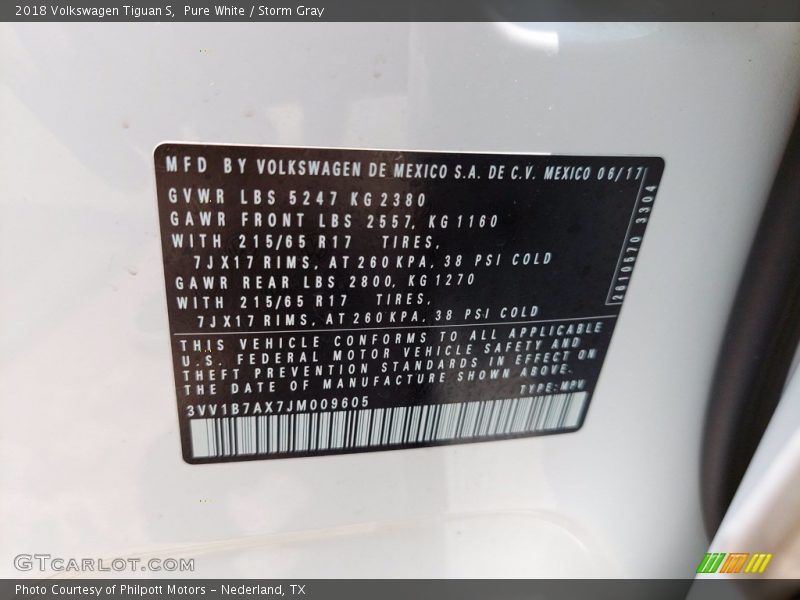 2018 Volkswagen Tiguan S, Pure White / Storm Gray
MFD BY VOLKSWAGEN DE MEXICO S.A. DE C.V. MEXICO 06/17
GVWR LBS 5247 KG 2380
GAWR FRONT LBS 2557, KG 1160
WITH 215/65 R17 TIRES,
7JX17 RIMS, AT 260 KPA, 38 PSI COLD
GAWR REAR LBS 2800, KG 1270
WITH 215/65 R17 TIRES,
7JX17 RIMS, AT 260 KPA, 38 PSI COLD
2610570 3304
THIS VEHICLE CONFORMS TO ALL APPLICABLE
U.S. FEDERAL MOTOR VEHICLE SAFETY AND
THEFT PREVENTION STANDARDS IN EFFECT ON
THE DATE OF MANUFACTURE SHOWN ABOVE.
TYPE: MPV
3VV1B7AX7JM009605
GTCARLOT.COM
Photo Courtesy of Philpott Motors - Nederland, TX